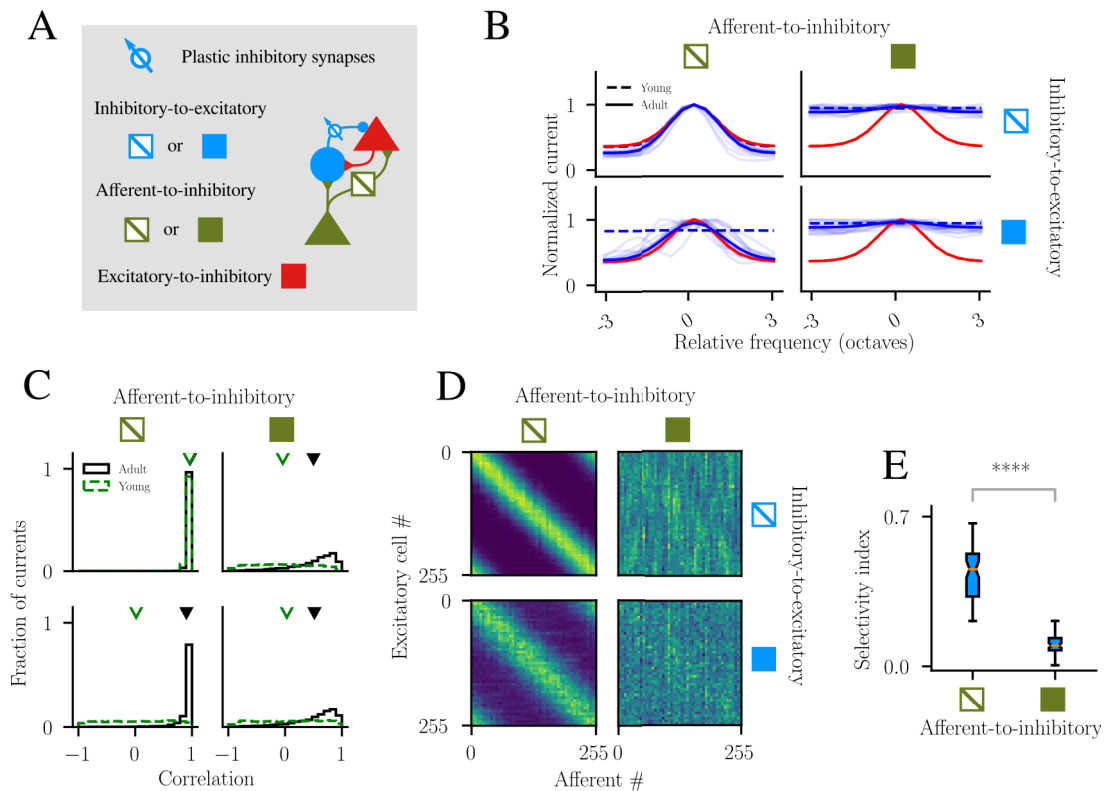 A
Plastic inhibitory synapses
Inhibitory-to-excitatory
or
Afferent-to-inhibitory
or
Excitatory-to-inhibitory
B
Afferent-to-inhibitory
Young
Adult
Normalized current
1
0
1
0
-3
0
3
-3
0
3
Relative frequency (octaves)
Inhibitory-to-excitatory
C
Afferent-to-inhibitory
Adult
Young
Fraction of currents
1
0
1
0
−1
0
1
−1
0
1
Correlation
D
Afferent-to-inhibitory
Excitatory cell #
0
255
0
255
0
255
0
255
Afferent #
Inhibitory-to-excitatory
E
****
Selectivity index
0.7
0.0
Afferent-to-inhibitory